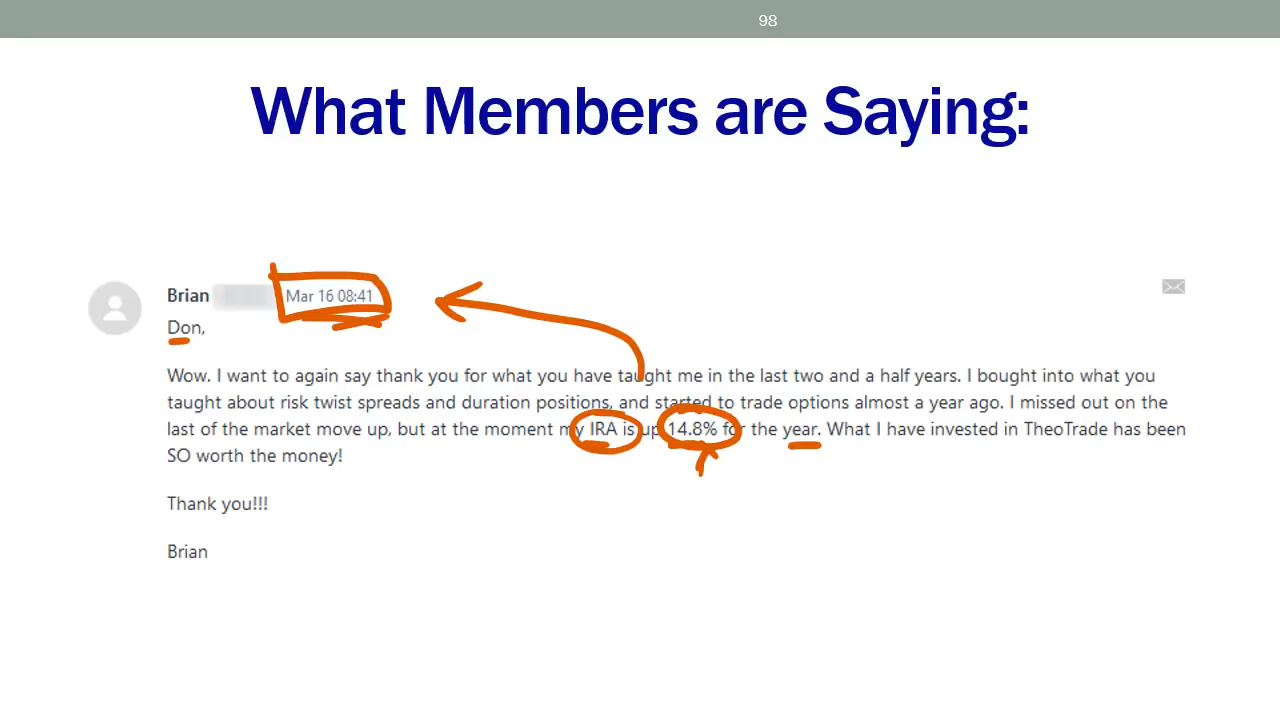 98
What Members are Saying:
Brian Mar 16 08:41
Don,
Wow. I want to again say thank you for what you have taught me in the last two and a half years. I bought into what you
taught about risk twist spreads and duration positions, and started to trade options almost a year ago. I missed out on the
last of the market move up, but at the moment my IRA is up 14.8% for the year. What I have invested in TheoTrade has been
SO worth the money!
Thank you!!!
Brian